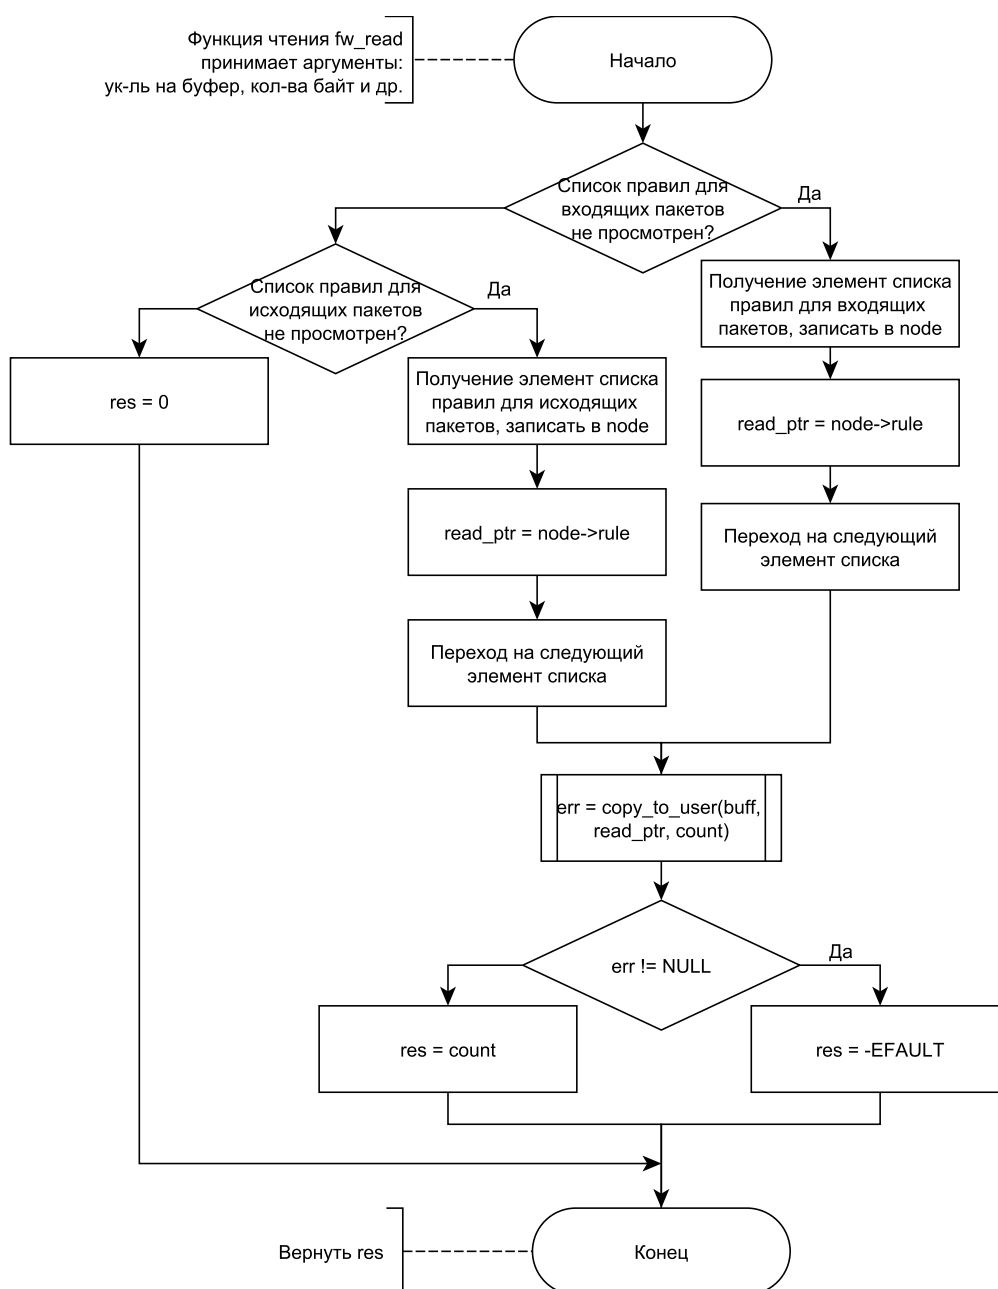 Функция чтения fw_read
принимает аргументы:
ук-ль на буфер, кол-ва байт и др.
Начало
Список правил для
входящих пакетов
не просмотрен?
Да
Список правил для
исходящих пакетов
не просмотрен?
Да
Получение элемент списка
правил для входящих
пакетов, записать в node
res = 0
Получение элемент списка
правил для исходящих
пакетов, записать в node
read_ptr = node->rule
read_ptr = node->rule
Переход на следующий
элемент списка
Переход на следующий
элемент списка
err = copy_to_user(buff,
read_ptr, count)
err != NULL
Да
res = count
res = -EFAULT
Вернуть res
Конец